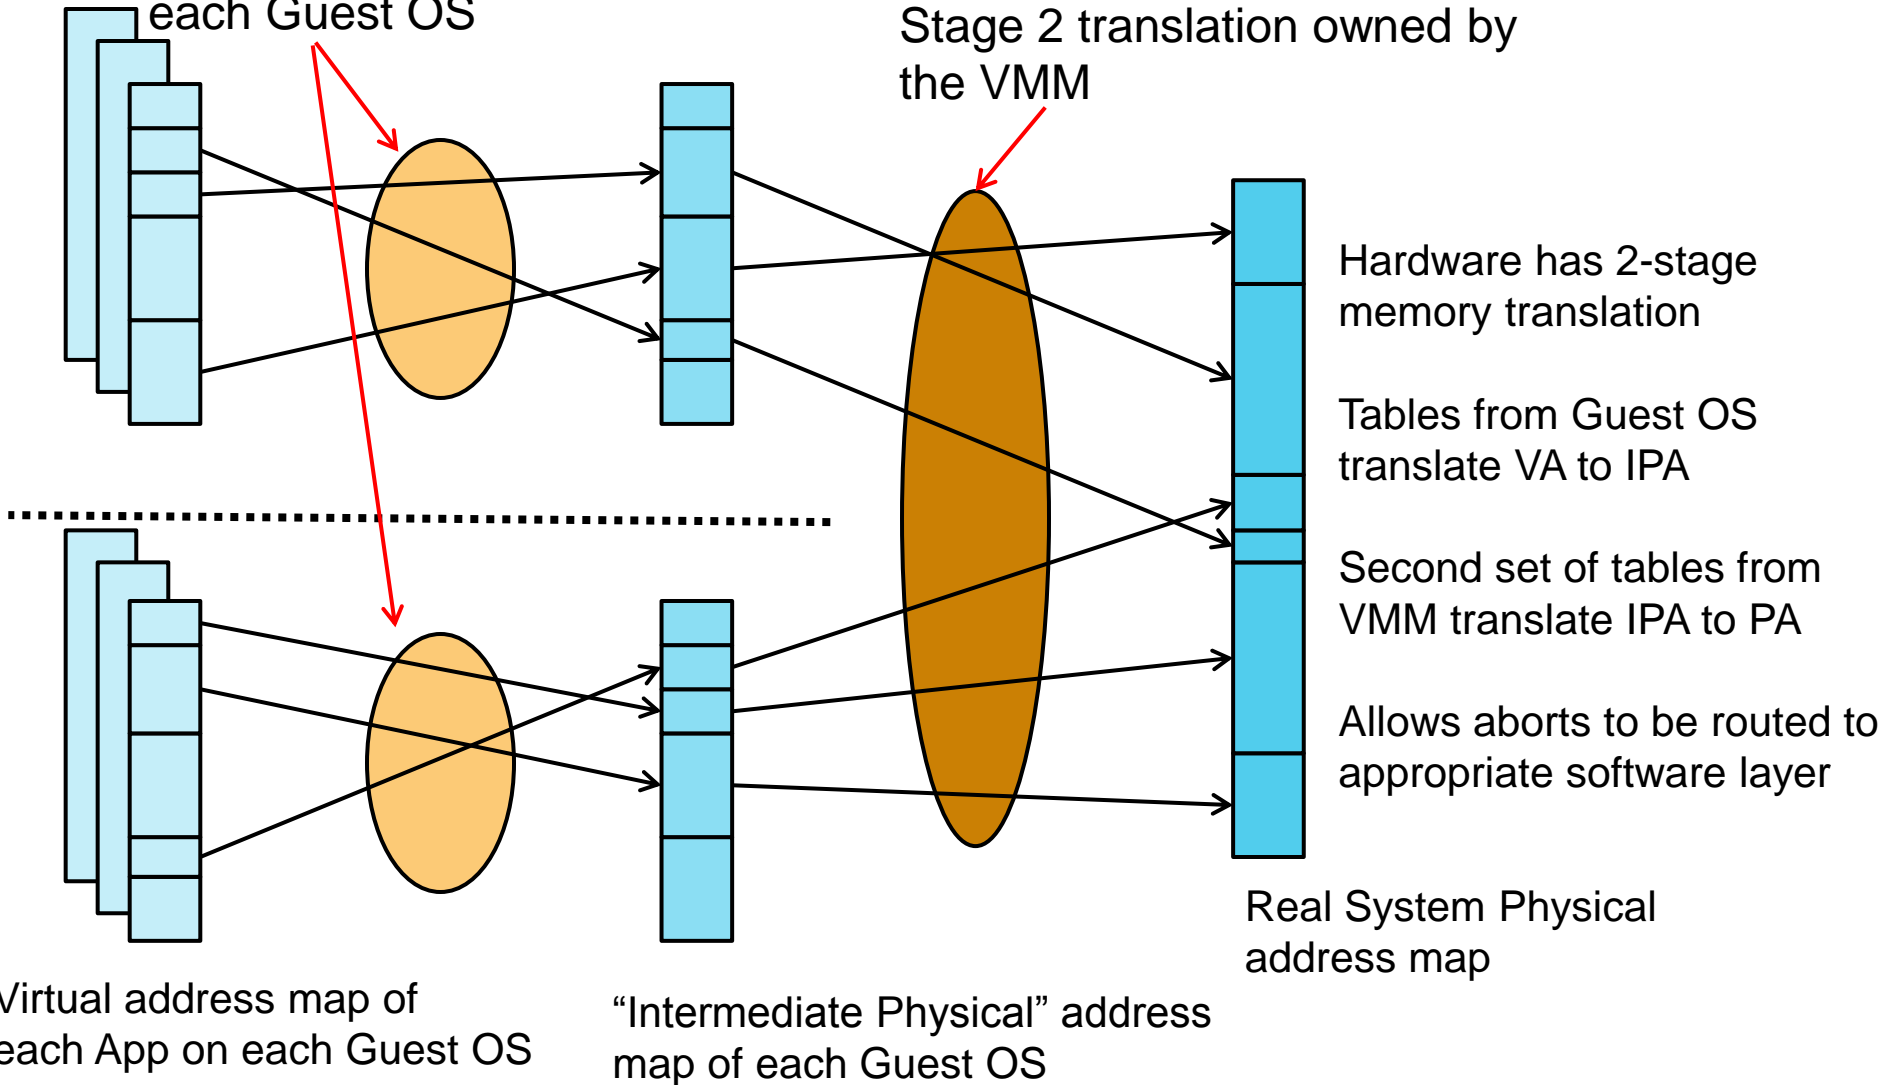 each Guest OS
Stage 2 translation owned by
the VMM
Hardware has 2-stage
memory translation
Tables from Guest OS
translate VA to IPA
Second set of tables from
VMM translate IPA to PA
Allows aborts to be routed to
appropriate software layer
Real System Physical
address map
Virtual address map of
each App on each Guest OS
“Intermediate Physical” address
map of each Guest OS